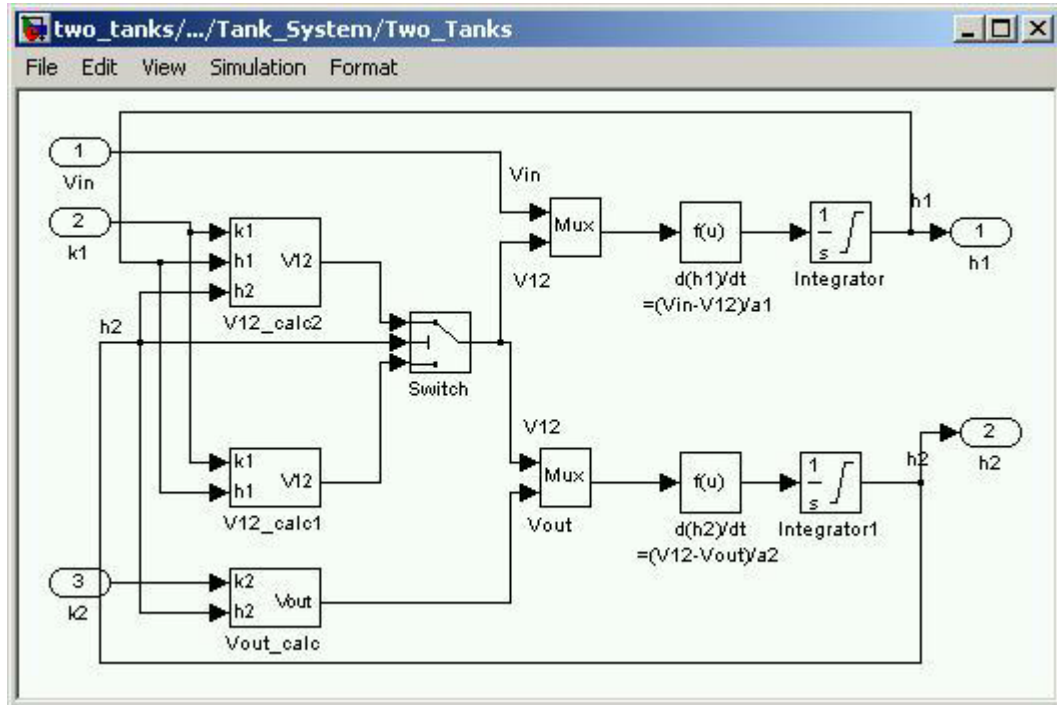 two_tanks/.../Tank_System/Two_Tanks
File Edit View Simulation Format
1
Vin
Vin
2
k1
k1
h1
h2
V12
V12_calc2
V12
Mux
f(u)
d(h1)/dt
=(Vin-V12)/a1
1
s
Integrator
h1
1
h1
h2
Switch
k1
h1
V12
V12_calc1
V12
Mux
Vout
f(u)
d(h2)/dt
=(V12-Vout)/a2
1
s
Integrator1
h2
2
h2
3
k2
k2
h2
Vout
Vout_calc